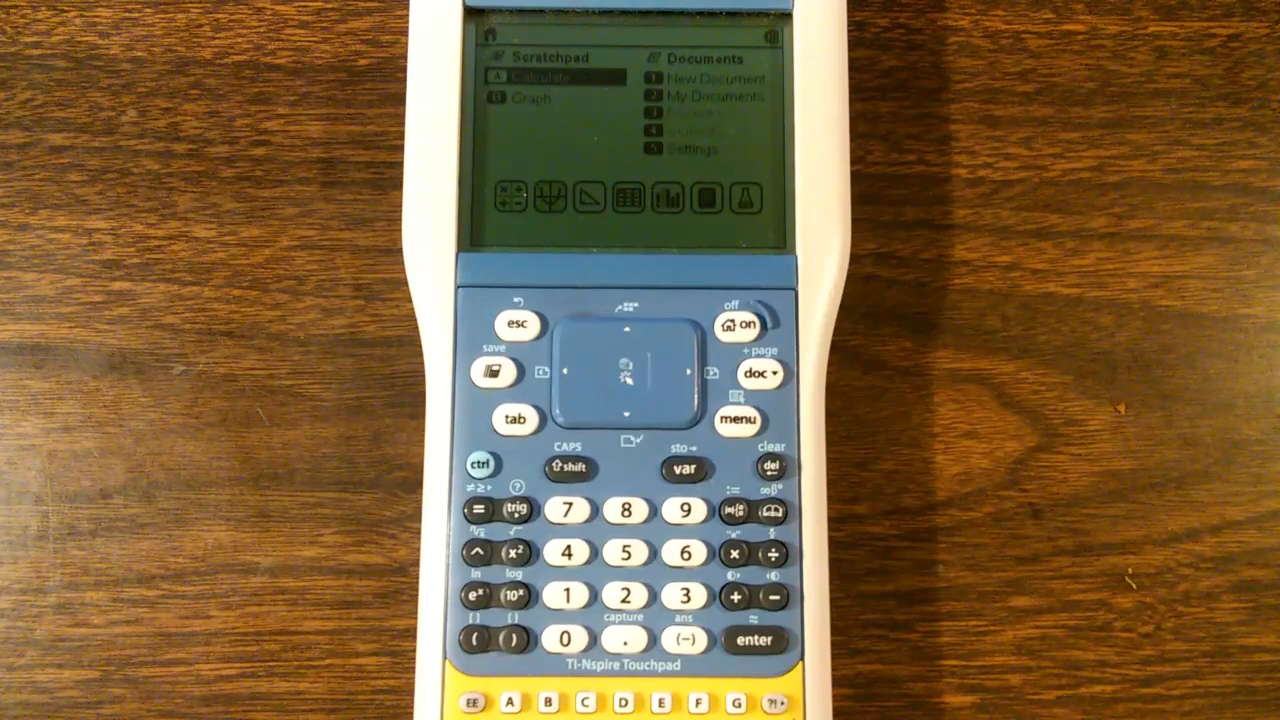 Scratchpad
A Calculate
B Graph
Documents
1 New Document
2 My Documents
3
4
5 Settings
off
esc
on
save
+ page
doc
tab
menu
CAPS
sto
clear
ctrl
shift
var
del
= trig 7 8 9
:= ∞β°
^ x² 4 5 6 × ÷
ln log
eˣ 10ˣ 1 2 3 + −
[ ] { } capture ans ≈
( ) 0 . (−) enter
TI-Nspire Touchpad
EE A B C D E F G ?!